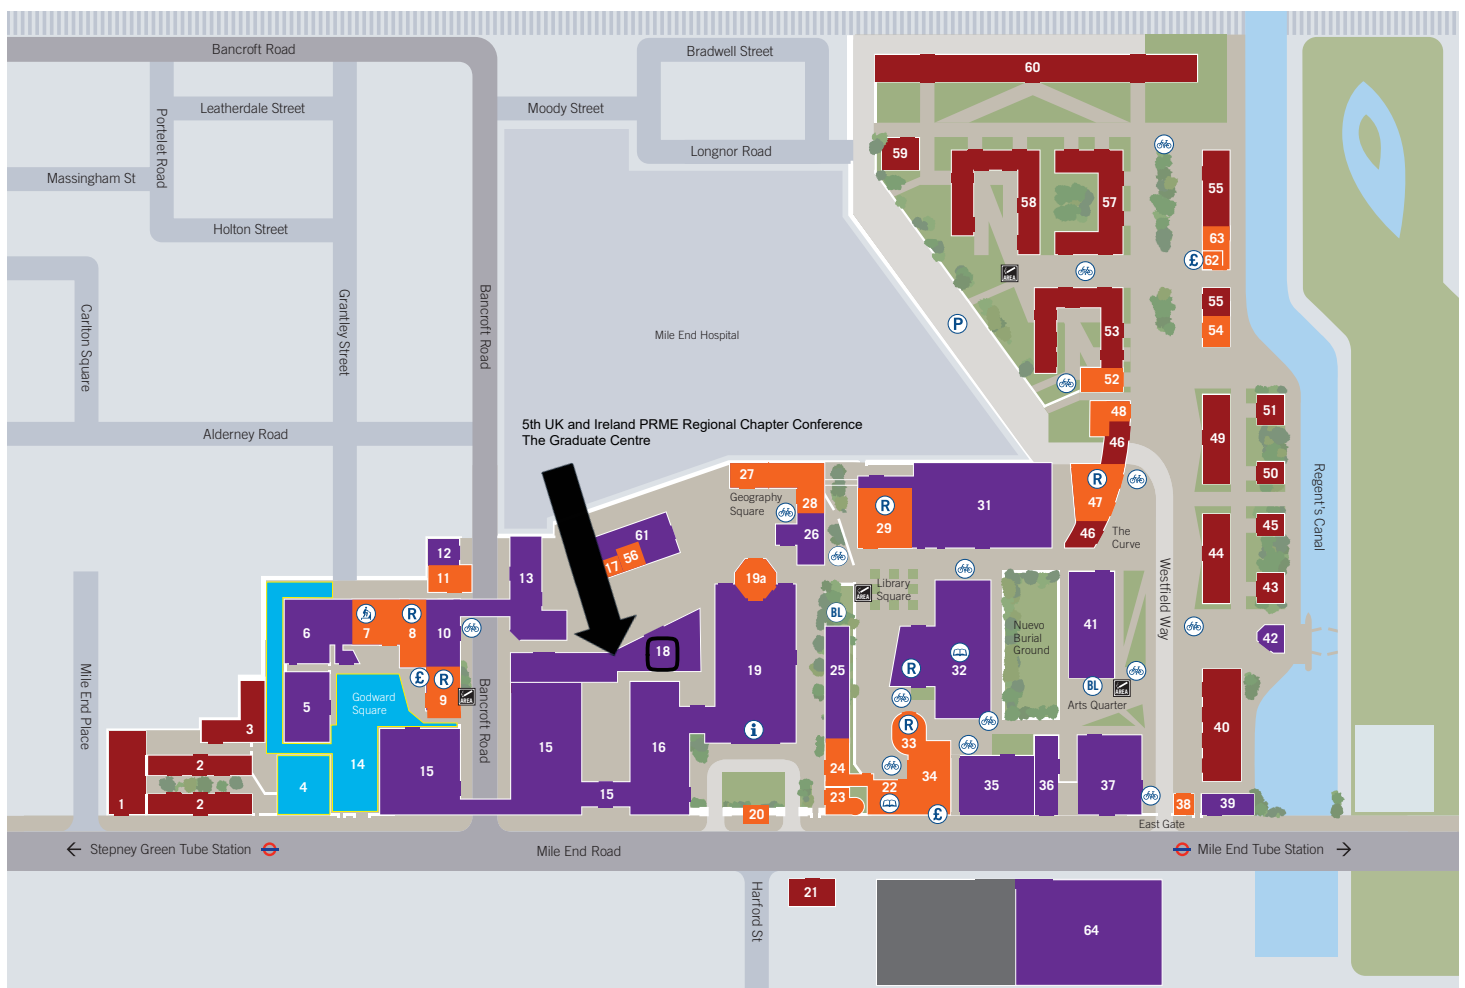 Bancroft Road
Bradwell Street
60
Leatherdale Street
Moody Street
Portelet Road
Longnor Road
59
Massingham St
55
58
57
Holton Street
63
£ 62
AREA
Carlton Square
Grantley Street
Bancroft Road
55
P
53
54
Mile End Hospital
52
51
48
5th UK and Ireland PRME Regional Chapter Conference
The Graduate Centre
Alderney Road
46
49
50
27
Geography
Square
28
R
47
R
29
31
Regent's Canal
26
61
56
17
46
The
Curve
45
44
12
11
13
19a
Library
Square
AREA
43
Westfield Way
BL
6
7
R
8
10
18
Nuevo
Burial
Ground
41
42
19
25
R
32
£
R
9
AREA
BL
AREA
Arts Quarter
5
Godward
Square
Mile End Place
Bancroft Road
3
i
R
33
40
15
16
2
14
15
24
34
4
15
22
35
36
37
1
2
23
38
39
20
£
East Gate
Stepney Green Tube Station
Mile End Road
Mile End Tube Station
Harford St
21
64